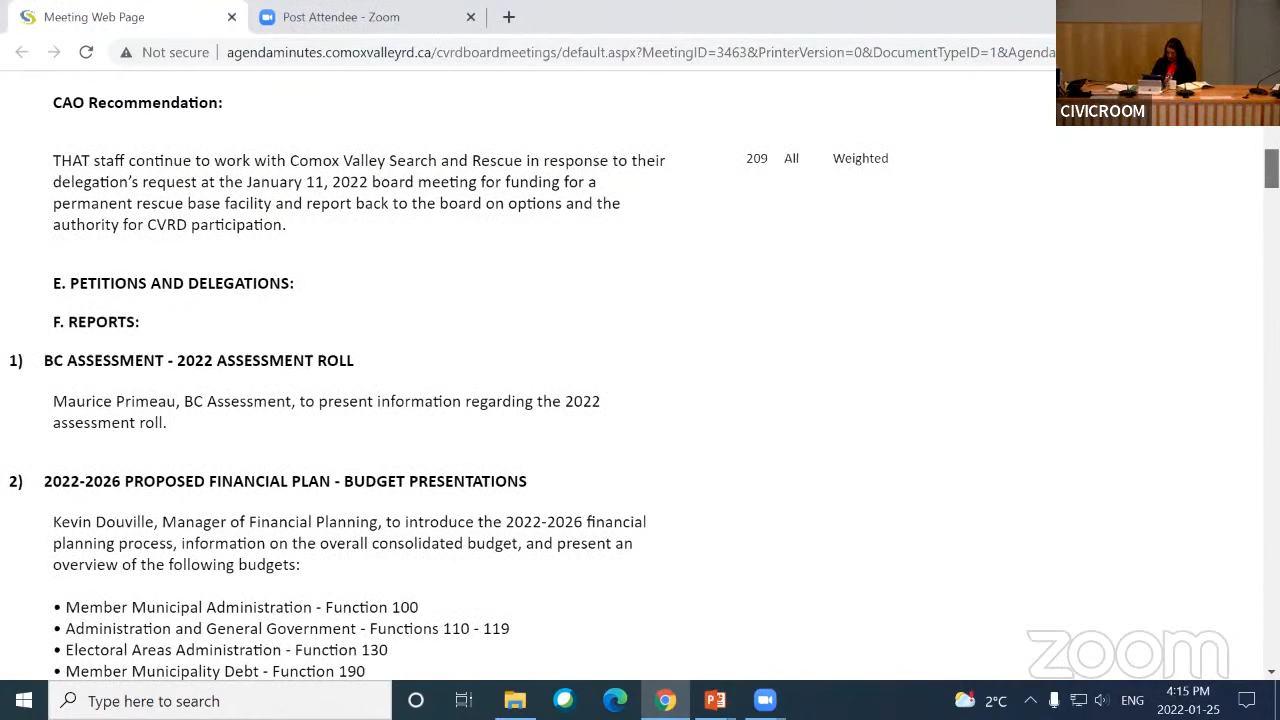 Meeting Web Page
Post Attendee - Zoom
Not secure
agendaminutes.comoxvalleyrd.ca/cvrdboardmeetings/default.aspx?MeetingID=3463&PrinterVersion=0&DocumentTypeID=1&Agenda
CIVICROOM
CAO Recommendation:
THAT staff continue to work with Comox Valley Search and Rescue in response to their
delegation's request at the January 11, 2022 board meeting for funding for a
permanent rescue base facility and report back to the board on options and the
authority for CVRD participation.
209 All Weighted
E. PETITIONS AND DELEGATIONS:
F. REPORTS:
1) BC ASSESSMENT - 2022 ASSESSMENT ROLL
Maurice Primeau, BC Assessment, to present information regarding the 2022
assessment roll.
2) 2022-2026 PROPOSED FINANCIAL PLAN - BUDGET PRESENTATIONS
Kevin Douville, Manager of Financial Planning, to introduce the 2022-2026 financial
planning process, information on the overall consolidated budget, and present an
overview of the following budgets:
• Member Municipal Administration - Function 100
• Administration and General Government - Functions 110 - 119
• Electoral Areas Administration - Function 130
• Member Municipality Debt - Function 190
zoom
Type here to search
2°C
ENG
4:15 PM
2022-01-25